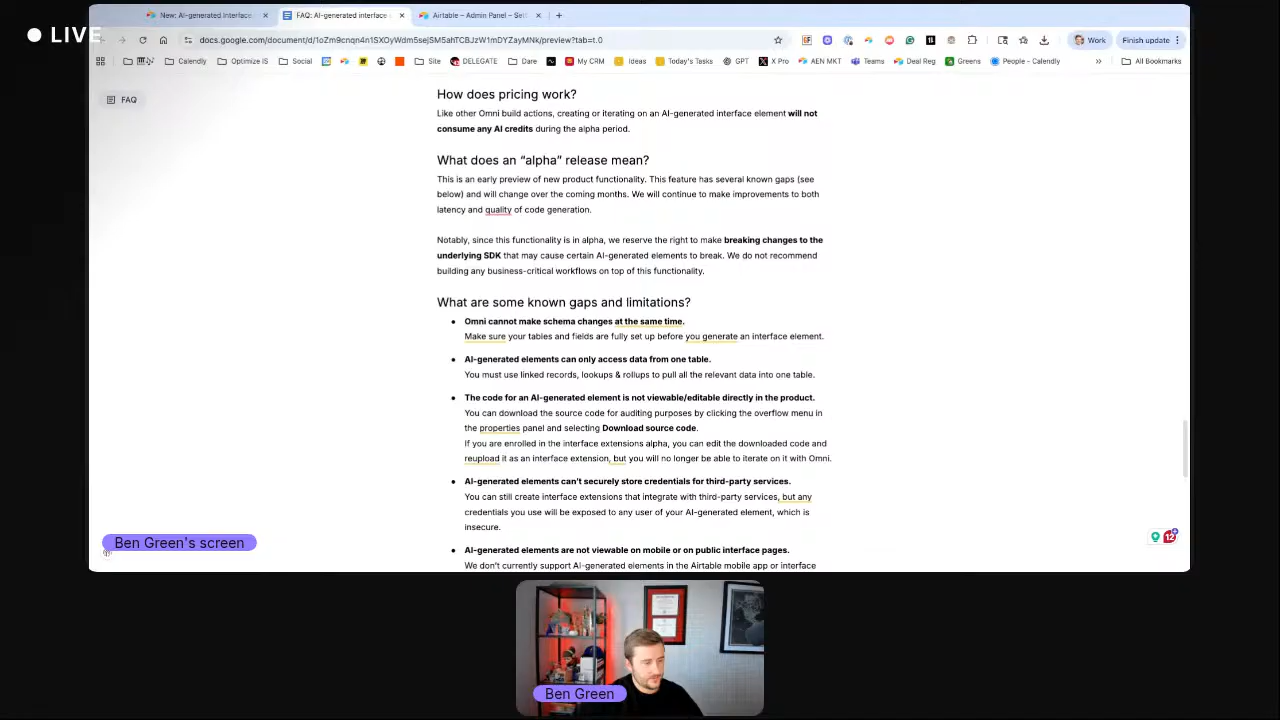 LIVE
New: AI-generated Interface
FAQ: AI-generated interface
Airtable – Admin Panel – Sett
docs.google.com/document/d/1oZm9cnqn4n1SXOyWdm5sejSM5ahTCBJzW1mDYZayMNk/preview?tab=t.0
Work
Finish update
Calendly
Optimize IS
Social
Site
DELEGATE
Dare
My CRM
Ideas
Today's Tasks
GPT
X Pro
AEN MKT
Teams
Deal Reg
Greens
People - Calendly
All Bookmarks
FAQ
How does pricing work?
Like other Omni build actions, creating or iterating on an AI-generated interface element will not
consume any AI credits during the alpha period.
What does an “alpha” release mean?
This is an early preview of new product functionality. This feature has several known gaps (see
below) and will change over the coming months. We will continue to make improvements to both
latency and quality of code generation.
Notably, since this functionality is in alpha, we reserve the right to make breaking changes to the
underlying SDK that may cause certain AI-generated elements to break. We do not recommend
building any business-critical workflows on top of this functionality.
What are some known gaps and limitations?
• Omni cannot make schema changes at the same time.
Make sure your tables and fields are fully set up before you generate an interface element.
• AI-generated elements can only access data from one table.
You must use linked records, lookups & rollups to pull all the relevant data into one table.
• The code for an AI-generated element is not viewable/editable directly in the product.
You can download the source code for auditing purposes by clicking the overflow menu in
the properties panel and selecting Download source code.
If you are enrolled in the interface extensions alpha, you can edit the downloaded code and
reupload it as an interface extension, but you will no longer be able to iterate on it with Omni.
• AI-generated elements can’t securely store credentials for third-party services.
You can still create interface extensions that integrate with third-party services, but any
credentials you use will be exposed to any user of your AI-generated element, which is
insecure.
• AI-generated elements are not viewable on mobile or on public interface pages.
We don’t currently support AI-generated elements in the Airtable mobile app or interface
12
Ben Green's screen
Ben Green